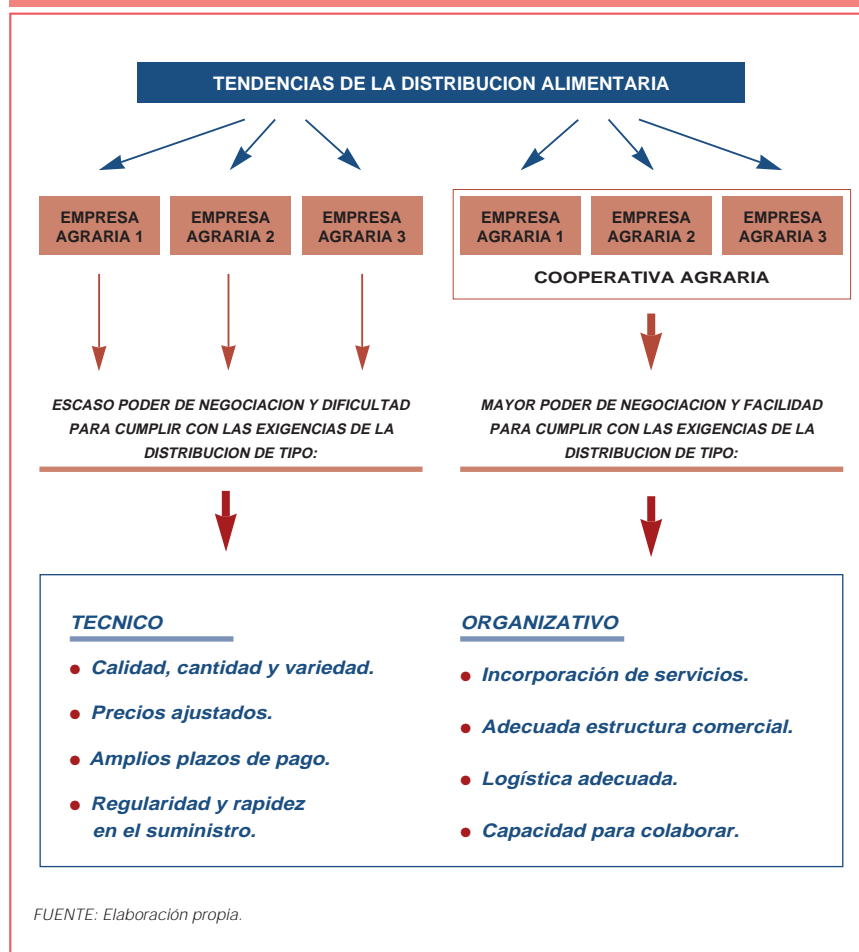 TENDENCIAS DE LA DISTRIBUCION ALIMENTARIA
EMPRESA
AGRARIA 1
EMPRESA
AGRARIA 2
EMPRESA
AGRARIA 3
EMPRESA
AGRARIA 1
EMPRESA
AGRARIA 2
EMPRESA
AGRARIA 3
COOPERATIVA AGRARIA
ESCASO PODER DE NEGOCIACION Y DIFICULTAD
PARA CUMPLIR CON LAS EXIGENCIAS DE LA
DISTRIBUCION DE TIPO:
MAYOR PODER DE NEGOCIACION Y FACILIDAD
PARA CUMPLIR CON LAS EXIGENCIAS DE LA
DISTRIBUCION DE TIPO:
TECNICO
● Calidad, cantidad y variedad.
● Precios ajustados.
● Amplios plazos de pago.
● Regularidad y rapidez
en el suministro.
ORGANIZATIVO
● Incorporación de servicios.
● Adecuada estructura comercial.
● Logística adecuada.
● Capacidad para colaborar.
FUENTE: Elaboración propia.